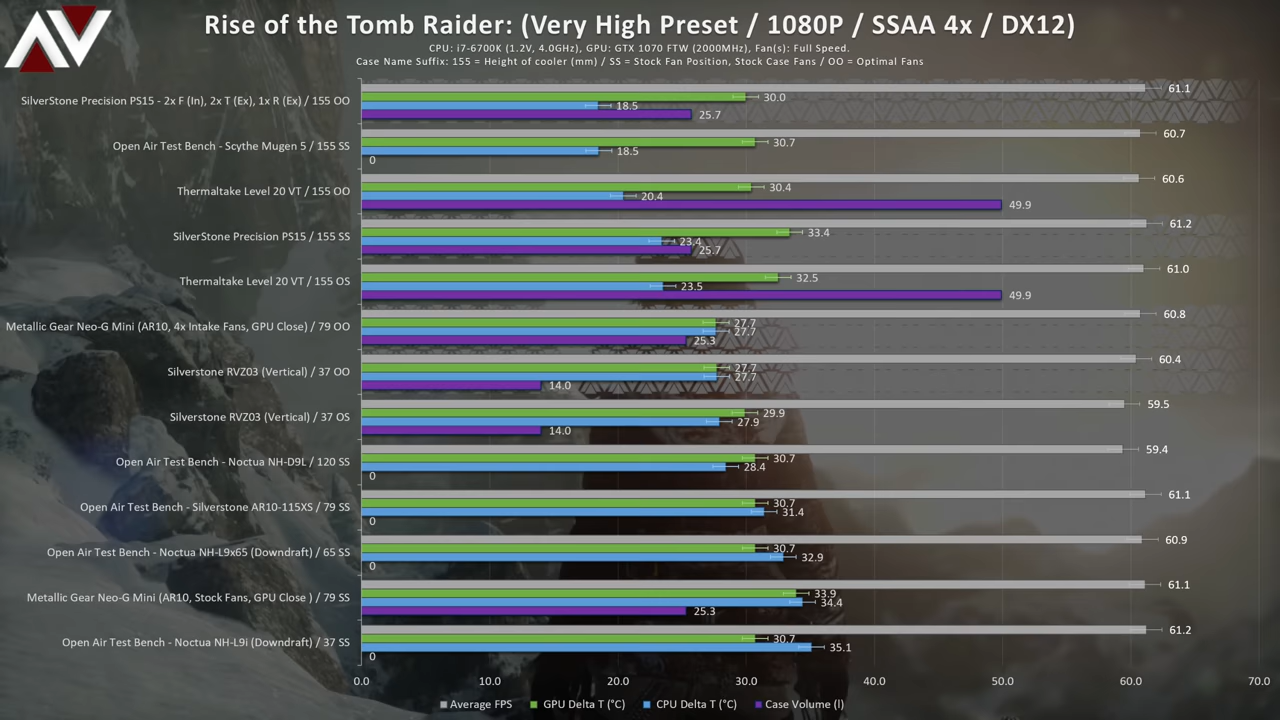 AV
Rise of the Tomb Raider: (Very High Preset / 1080P / SSAA 4x / DX12)
CPU: i7-6700K (1.2V, 4.0GHz), GPU: GTX 1070 FTW (2000MHz), Fan(s): Full Speed.
Case Name Suffix: 155 = Height of cooler (mm) / SS = Stock Fan Position, Stock Case Fans / OO = Optimal Fans
SilverStone Precision PS15 - 2x F (In), 2x T (Ex), 1x R (Ex) / 155 OO
61.1
30.0
18.5
25.7
Open Air Test Bench - Scythe Mugen 5 / 155 SS
60.7
30.7
18.5
0
Thermaltake Level 20 VT / 155 OO
60.6
30.4
20.4
49.9
SilverStone Precision PS15 / 155 SS
61.2
33.4
23.4
25.7
Thermaltake Level 20 VT / 155 OS
61.0
32.5
23.5
49.9
Metallic Gear Neo-G Mini (AR10, 4x Intake Fans, GPU Close) / 79 OO
60.8
27.7
27.7
25.3
Silverstone RVZ03 (Vertical) / 37 OO
60.4
27.7
27.7
14.0
Silverstone RVZ03 (Vertical) / 37 OS
59.5
29.9
27.9
14.0
Open Air Test Bench - Noctua NH-D9L / 120 SS
59.4
30.7
28.4
0
Open Air Test Bench - Silverstone AR10-115XS / 79 SS
61.1
30.7
31.4
0
Open Air Test Bench - Noctua NH-L9x65 (Downdraft) / 65 SS
60.9
30.7
32.9
0
Metallic Gear Neo-G Mini (AR10, Stock Fans, GPU Close ) / 79 SS
61.1
33.9
34.4
25.3
Open Air Test Bench - Noctua NH-L9i (Downdraft) / 37 SS
61.2
30.7
35.1
0
0.0 10.0 20.0 30.0 40.0 50.0 60.0 70.0
Average FPS GPU Delta T (°C) CPU Delta T (°C) Case Volume (l)